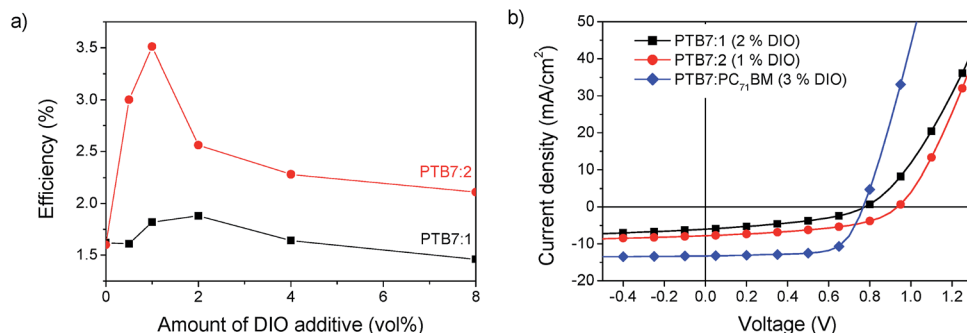 a)
Efficiency (%)
3.5
3.0
2.5
2.0
1.5
PTB7:2
PTB7:1
0 2 4 6 8
Amount of DIO additive (vol%)
b)
Current density (mA/cm²)
50
40
30
20
10
0
-10
-20
PTB7:1 (2 % DIO)
PTB7:2 (1 % DIO)
PTB7:PC₇₁BM (3 % DIO)
-0.4 -0.2 0.0 0.2 0.4 0.6 0.8 1.0 1.2
Voltage (V)